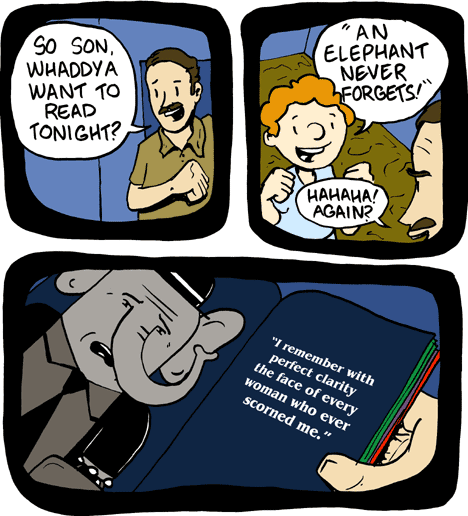 SO SON,
WHADDYA
WANT TO
READ
TONIGHT?
"AN
ELEPHANT
NEVER
FORGETS!"
HAHAHA!
AGAIN?
"I remember with
perfect clarity
the face of every
woman who ever
scorned me."